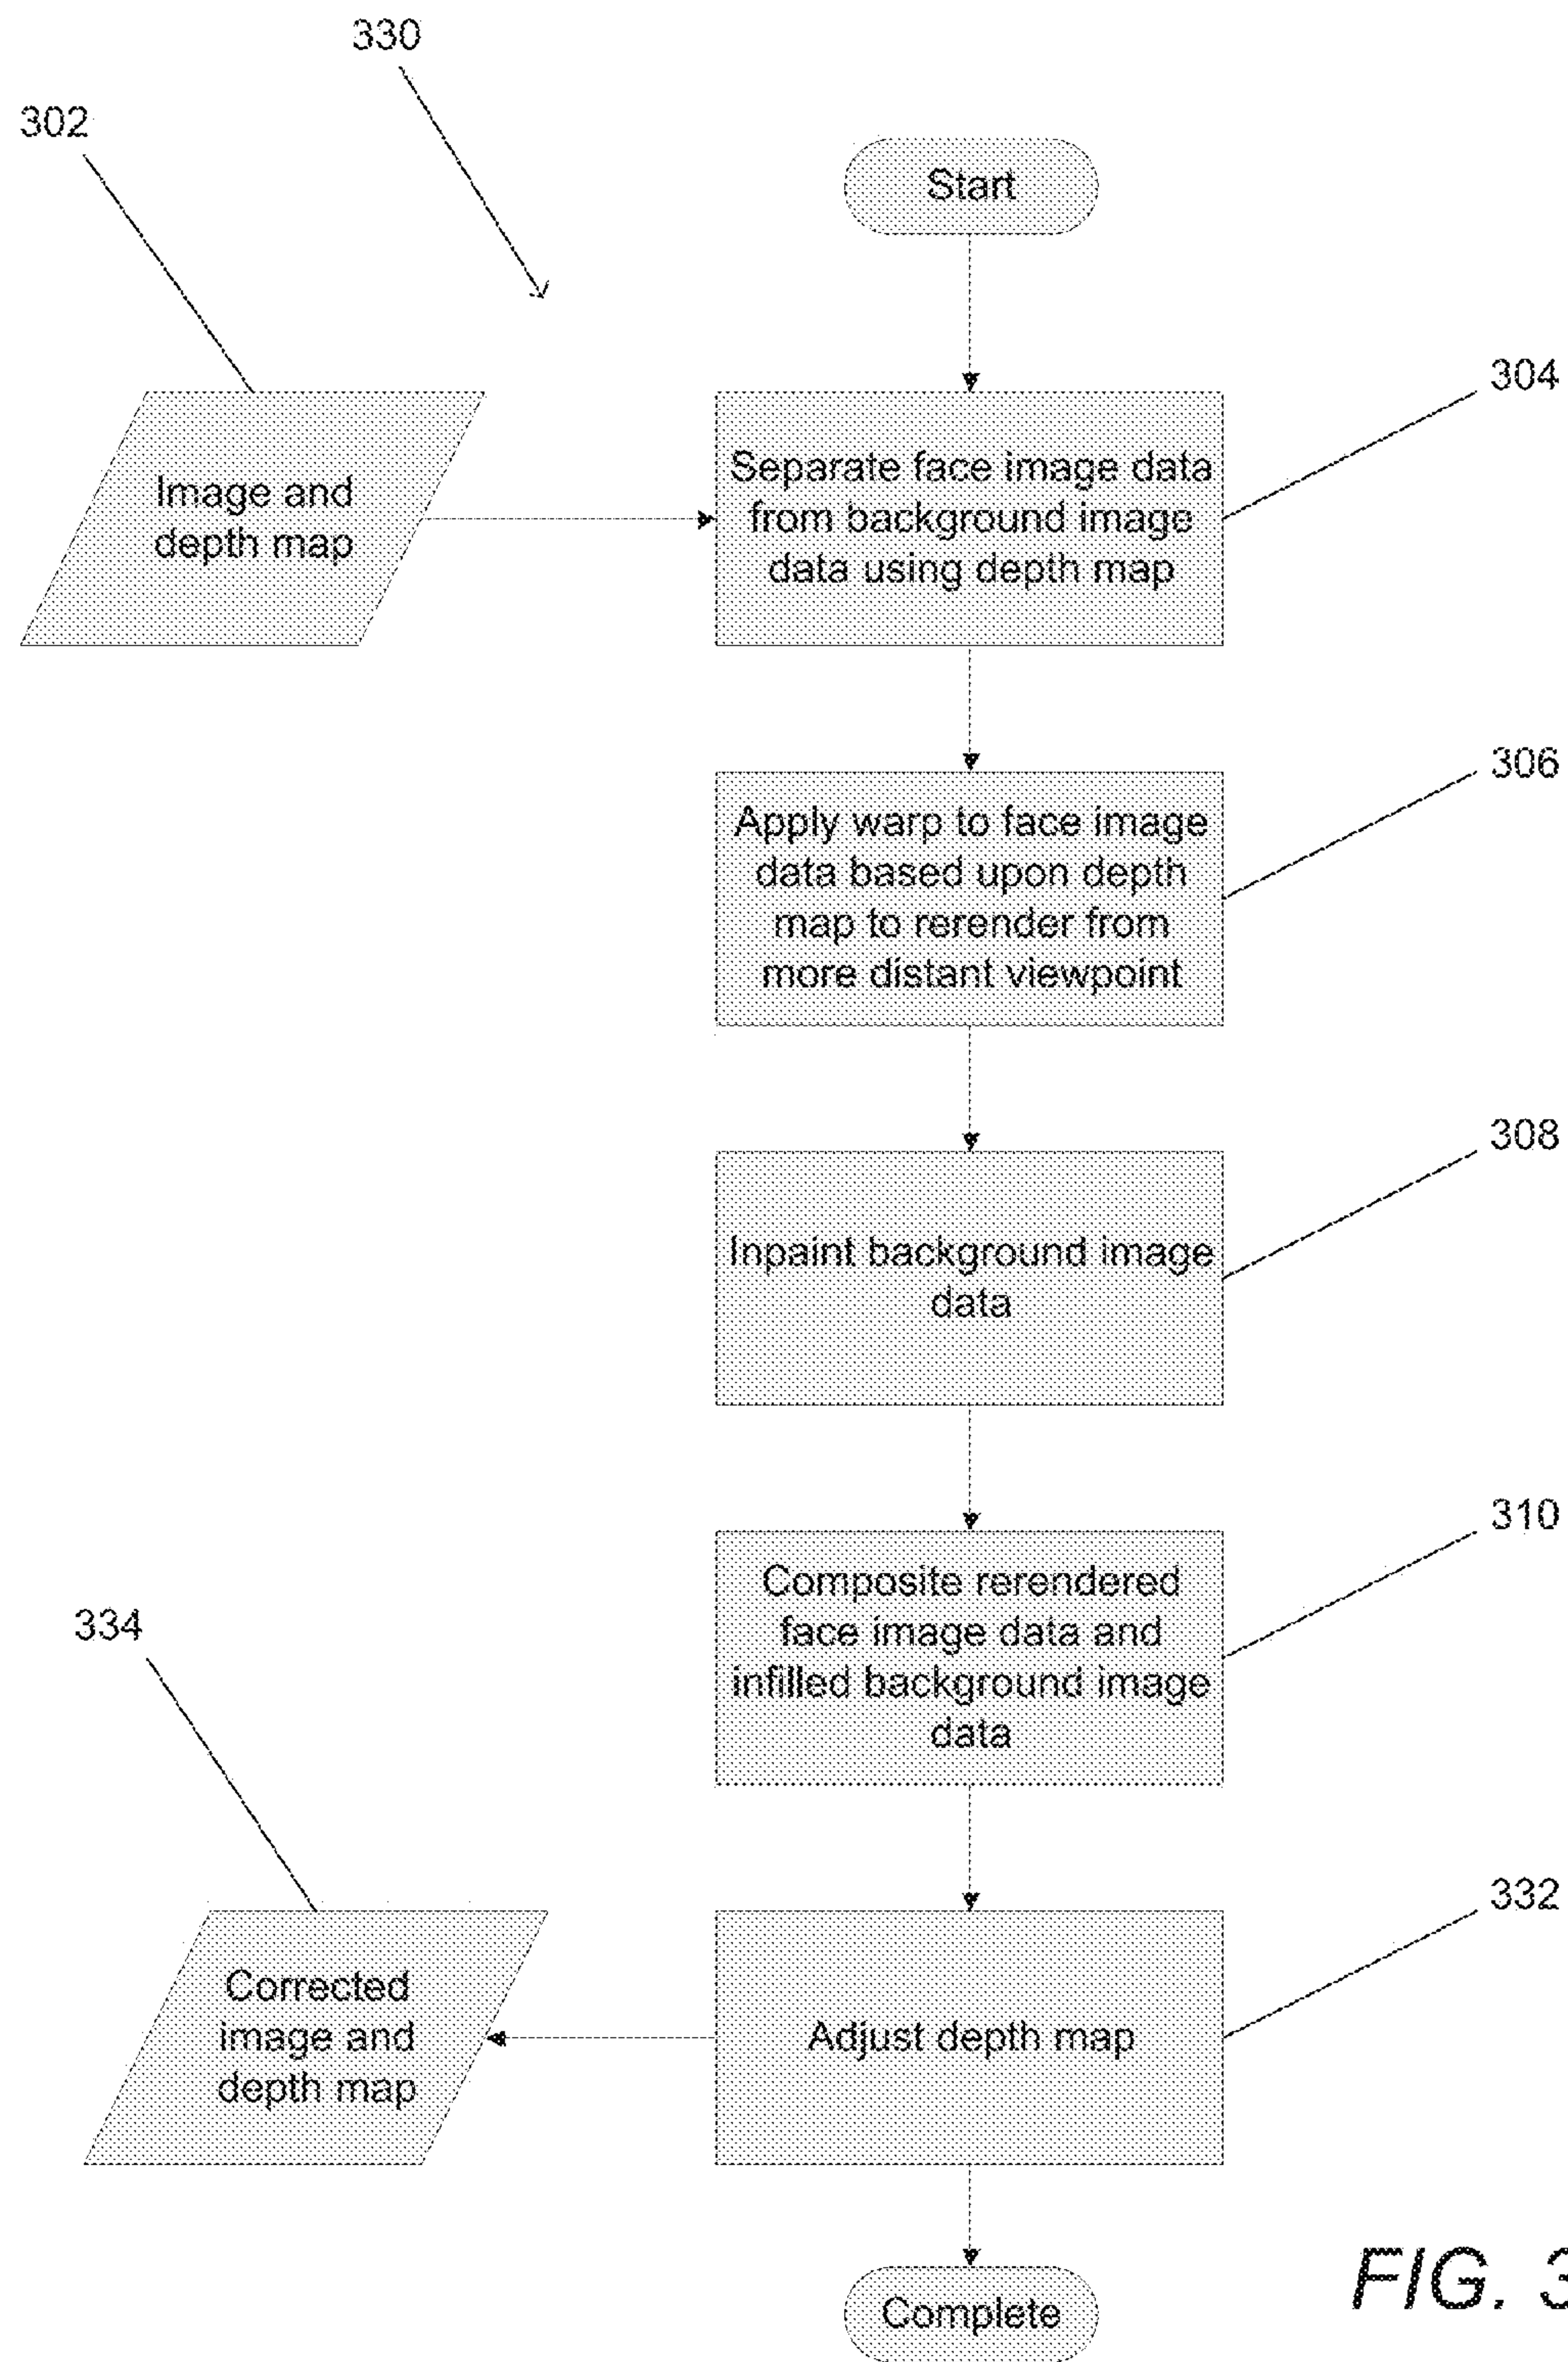 330
302
Start
304
Image and
depth map
Separate face image data
from background image
data using depth map
306
Apply warp to face image
data based upon depth
map to rerender from
more distant viewpoint
308
Inpaint background image
data
310
Composite rerendered
face image data and
infilled background image
data
334
332
Corrected
image and
depth map
Adjust depth map
Complete
FIG. 3